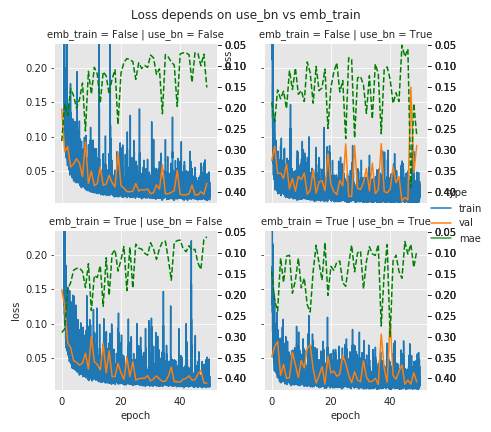 Loss depends on use_bn vs emb_train
emb_train = False | use_bn = False
emb_train = False | use_bn = True
0.20
0.15
0.10
0.05
0.05
0.10
0.15
0.20
0.25
0.30
0.35
0.40
loss
0.05
0.10
0.15
0.20
0.25
0.30
0.35
0.40
type
train
val
mae
emb_train = True | use_bn = False
emb_train = True | use_bn = True
loss
0.20
0.15
0.10
0.05
0.05
0.10
0.15
0.20
0.25
0.30
0.35
0.40
0.05
0.10
0.15
0.20
0.25
0.30
0.35
0.40
0 20 40
0 20 40
epoch
epoch